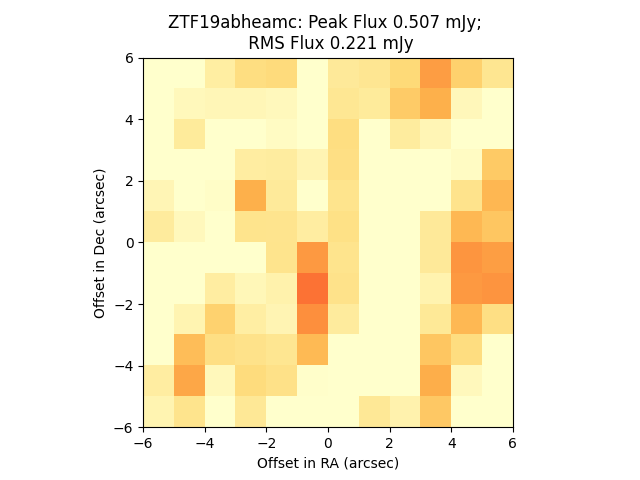 ZTF19abheamc: Peak Flux 0.507 mJy;
RMS Flux 0.221 mJy
6
4
2
0
−2
−4
−6
Offset in Dec (arcsec)
−6 −4 −2 0 2 4 6
Offset in RA (arcsec)